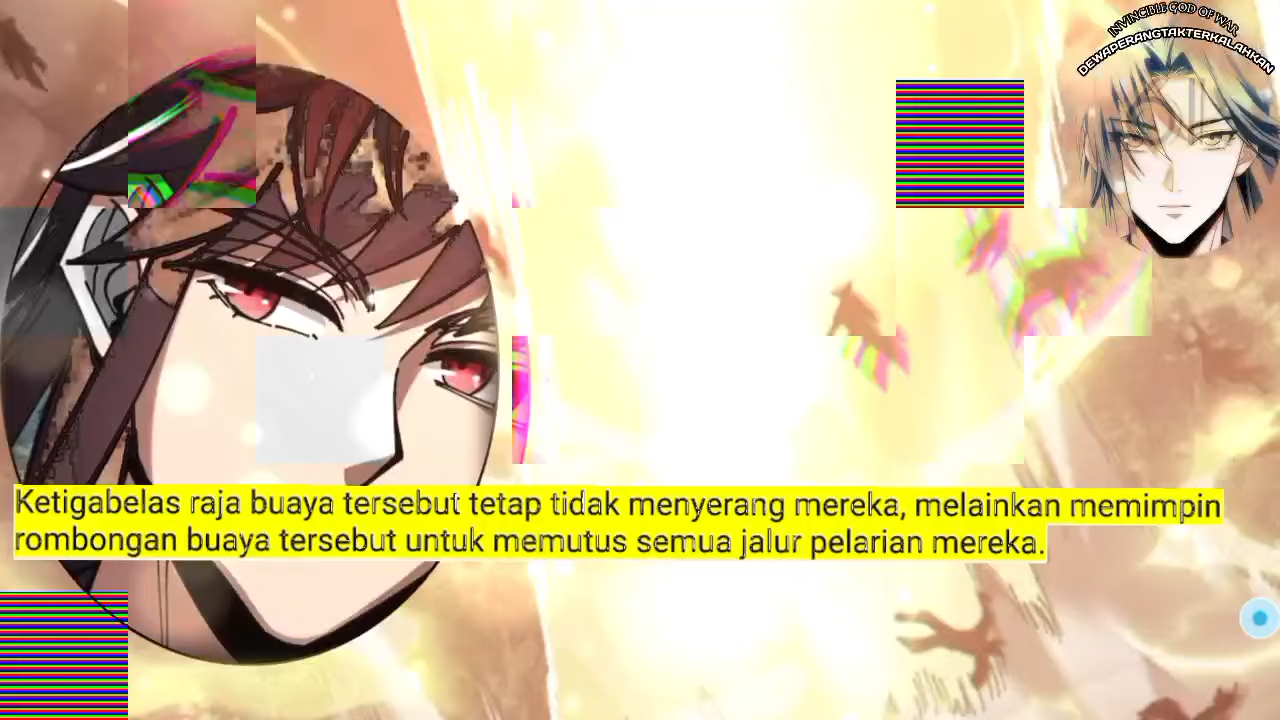 INVINCIBLE GOD OF WAR
DEWAPERANGTAKTERKALAHKAN
Ketigabelas raja buaya tersebut tetap tidak menyerang mereka, melainkan memimpin
rombongan buaya tersebut untuk memutus semua jalur pelarian mereka.